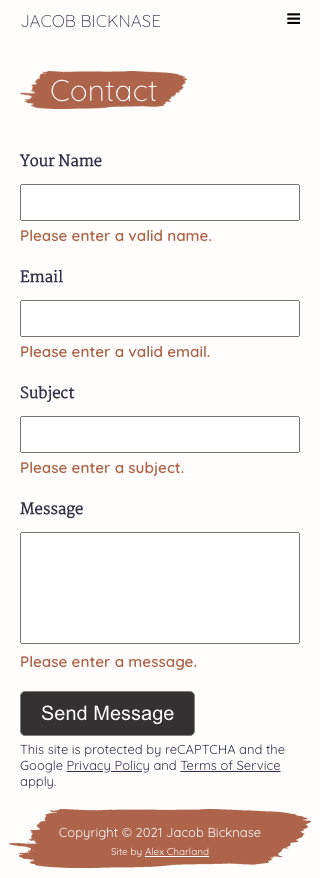 JACOB BICKNASE
Contact
Your Name
Please enter a valid name.
Email
Please enter a valid email.
Subject
Please enter a subject.
Message
Please enter a message.
Send Message
This site is protected by reCAPTCHA and the
Google Privacy Policy and Terms of Service
apply.
Copyright © 2021 Jacob Bicknase
Site by Alex Charland